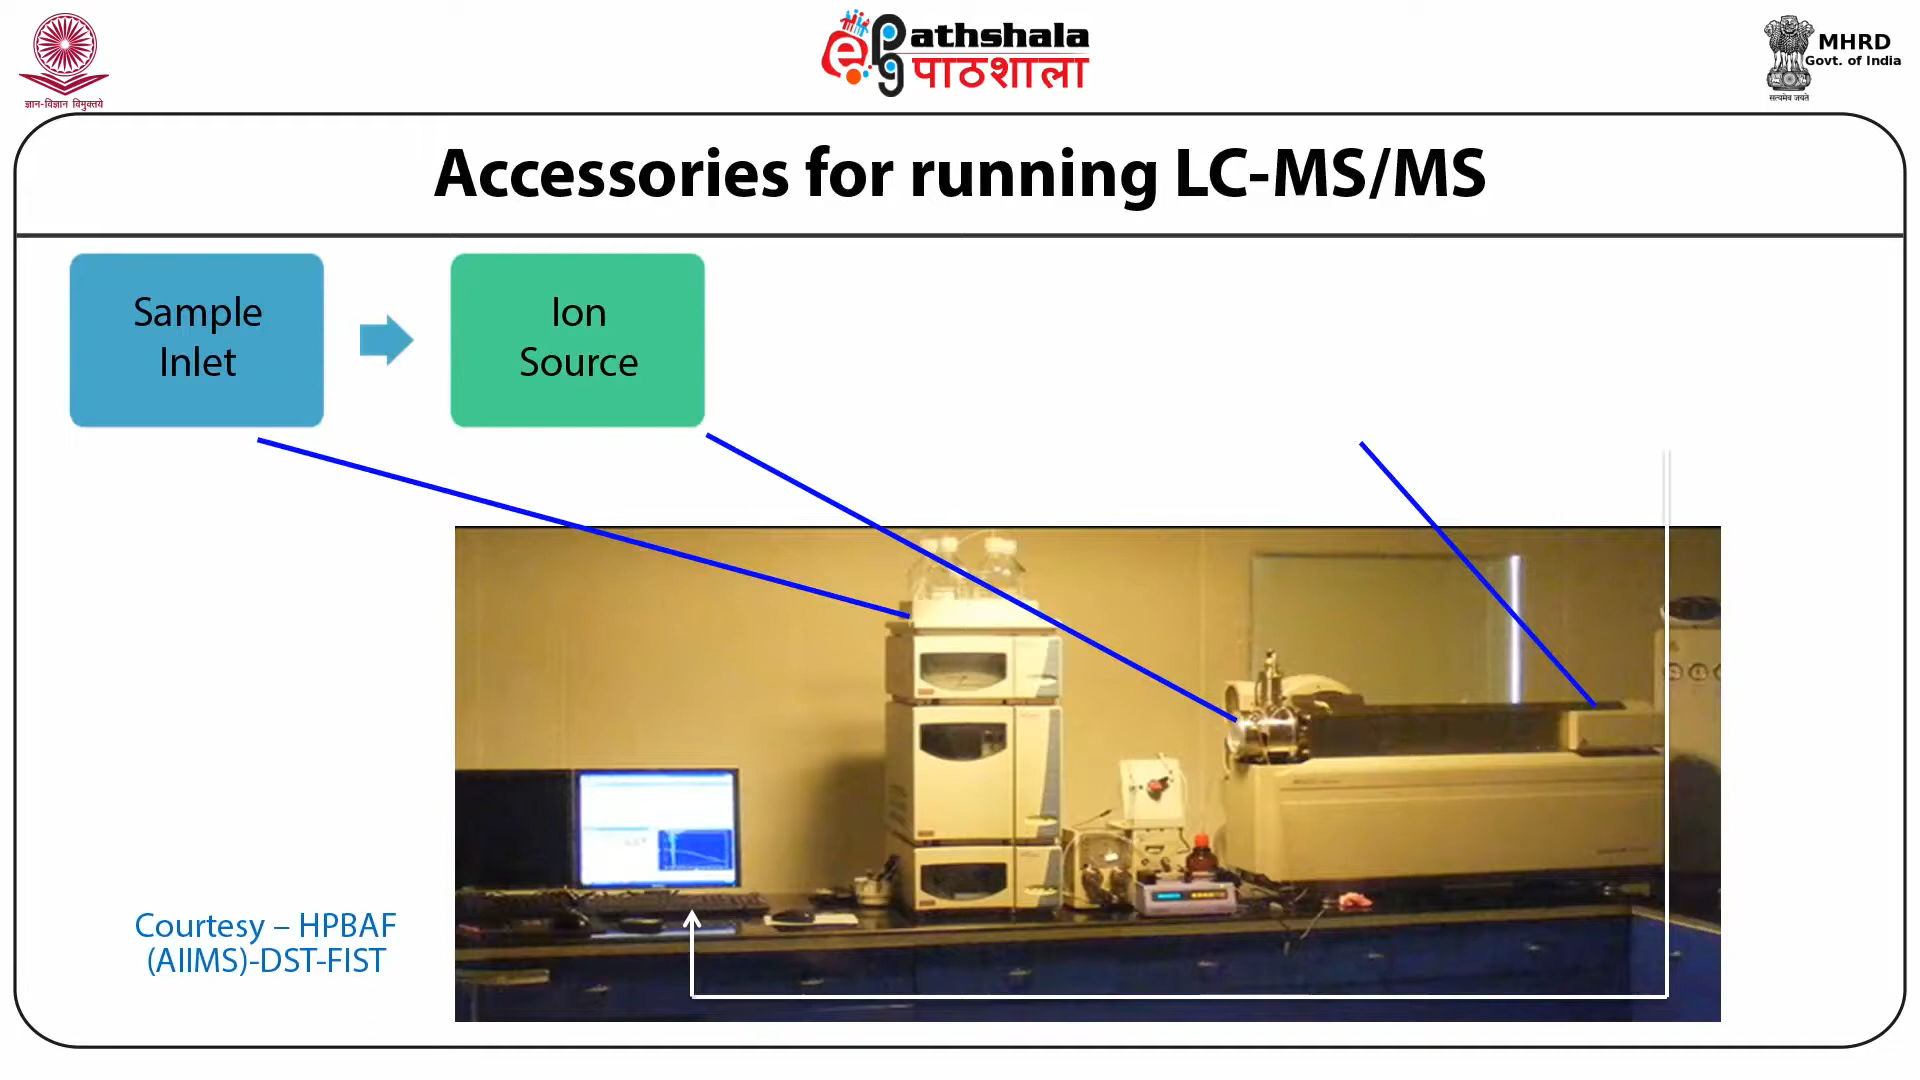 ज्ञान-विज्ञान विमुक्तये
ePGathshala
पाठशाला
MHRD
Govt. of India
सत्यमेव जयते
Accessories for running LC-MS/MS
Sample
Inlet
Ion
Source
Courtesy – HPBAF
(AIIMS)-DST-FIST